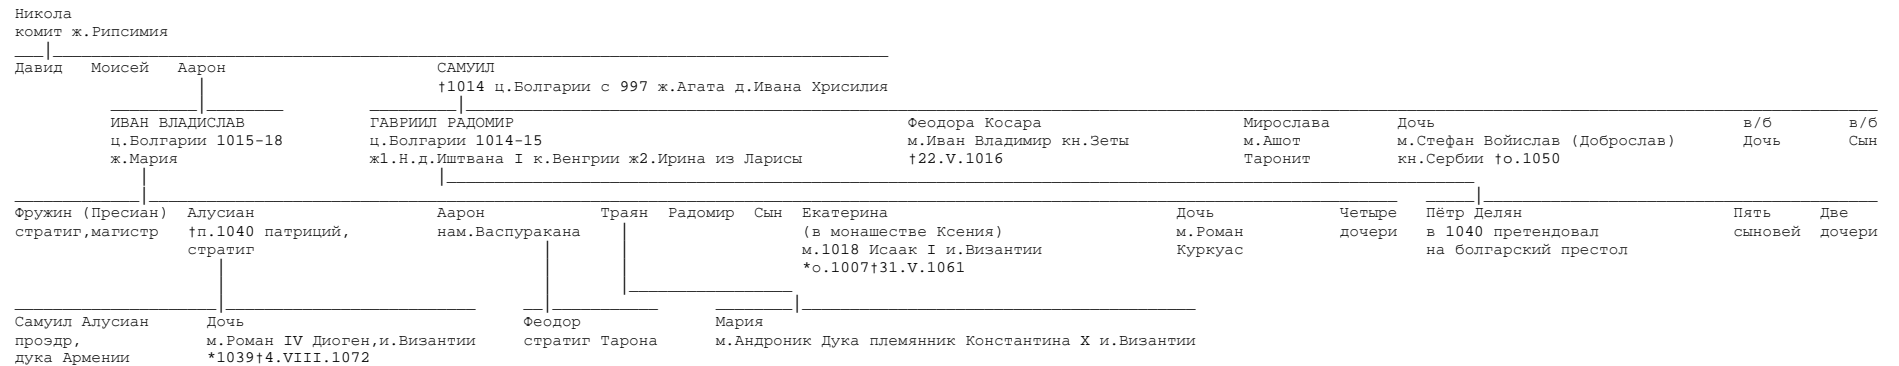 Никола
комит ж.Рипсимия
Давид Моисей Аарон САМУИЛ
†1014 ц.Болгарии с 997 ж.Агата д.Ивана Хрисилия
ИВАН ВЛАДИСЛАВ ГАВРИИЛ РАДОМИР Феодора Косара Мирослава Дочь в/б в/б
ц.Болгарии 1015-18 ц.Болгарии 1014-15 м.Иван Владимир кн.Зеты м.Ашот м.Стефан Войислав (Доброслав) Дочь Сын
ж.Мария ж1.Н.д.Иштвана I к.Венгрии ж2.Ирина из Ларисы †22.V.1016 Таронит кн.Сербии †о.1050
Фружин (Пресиан) Алусиан Аарон Траян Радомир Сын Екатерина Дочь Четыре Пётр Делян Пять Две
стратиг,магистр †п.1040 патриций, нам.Васпуракана (в монашестве Ксения) м.Роман дочери в 1040 претендовал сыновей дочери
стратиг м.1018 Исаак I и.Византии Куркуас на болгарский престол
*о.1007†31.V.1061
Самуил Алусиан Дочь Феодор Мария
проэдр, м.Роман IV Диоген,и.Византии стратиг Тарона м.Андроник Дука племянник Константина X и.Византии
дука Армении *1039†4.VIII.1072